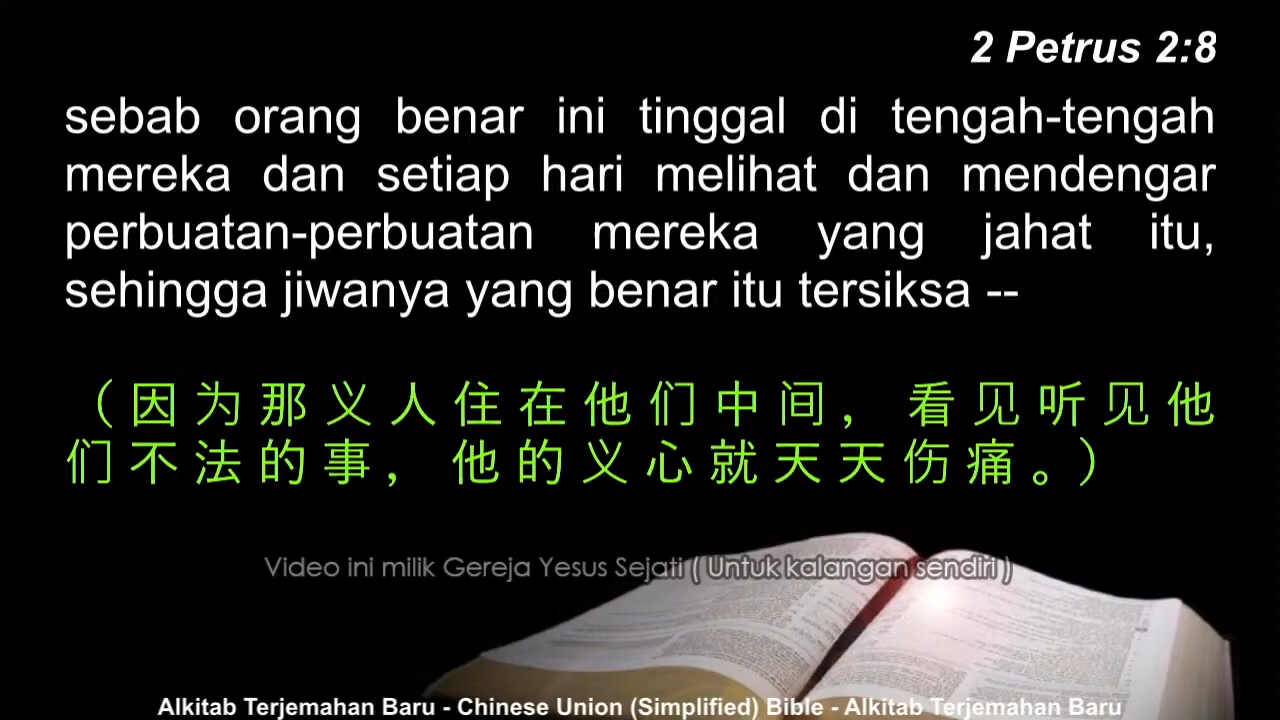 2 Petrus 2:8
sebab orang benar ini tinggal di tengah-tengah
mereka dan setiap hari melihat dan mendengar
perbuatan-perbuatan mereka yang jahat itu,
sehingga jiwanya yang benar itu tersiksa --
（因为那义人住在他们中间，看见听见他
们不法的事，他的义心就天天伤痛。）
Video ini milik Gereja Yesus Sejati ( Untuk kalangan sendiri )
Alkitab Terjemahan Baru - Chinese Union (Simplified) Bible - Alkitab Terjemahan Baru